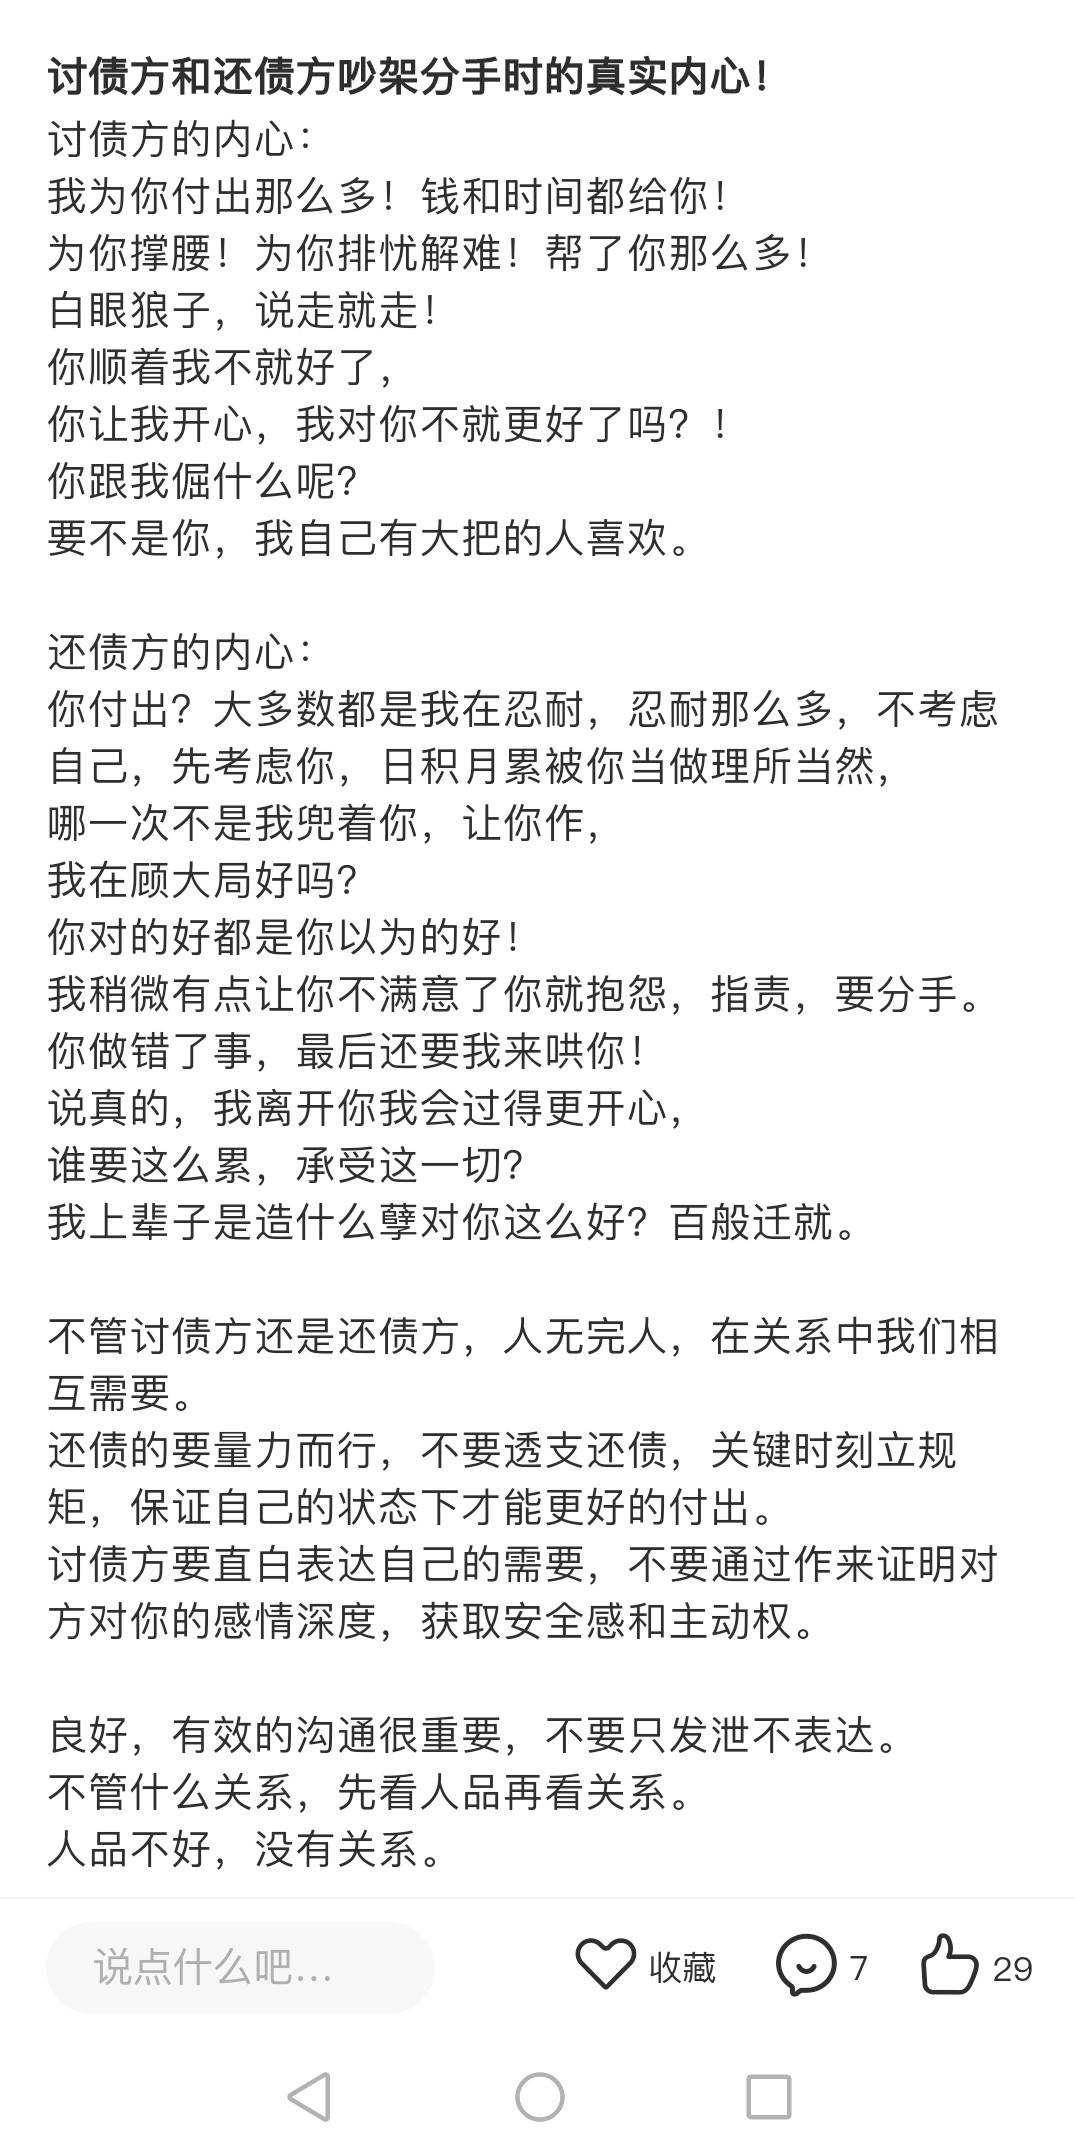 讨债方和还债方吵架分手时的真实内心！
讨债方的内心：
我为你付出那么多！钱和时间都给你！
为你撑腰！为你排忧解难！帮了你那么多！
白眼狼子，说走就走！
你顺着我不就好了，
你让我开心，我对你不就更好了吗？！
你跟我倔什么呢？
要不是你，我自己有大把的人喜欢。
还债方的内心：
你付出？大多数都是我在忍耐，忍耐那么多，不考虑
自己，先考虑你，日积月累被你当做理所当然，
哪一次不是我兜着你，让你作，
我在顾大局好吗？
你对的好都是你以为的好！
我稍微有点让你不满意了你就抱怨，指责，要分手。
你做错了事，最后还要我来哄你！
说真的，我离开你我会过得更开心，
谁要这么累，承受这一切？
我上辈子是造什么孽对你这么好？百般迁就。
不管讨债方还是还债方，人无完人，在关系中我们相
互需要。
还债的要量力而行，不要透支还债，关键时刻立规
矩，保证自己的状态下才能更好的付出。
讨债方要直白表达自己的需要，不要通过作来证明对
方对你的感情深度，获取安全感和主动权。
良好，有效的沟通很重要，不要只发泄不表达。
不管什么关系，先看人品再看关系。
人品不好，没有关系。
说点什么吧... 收藏 7 29